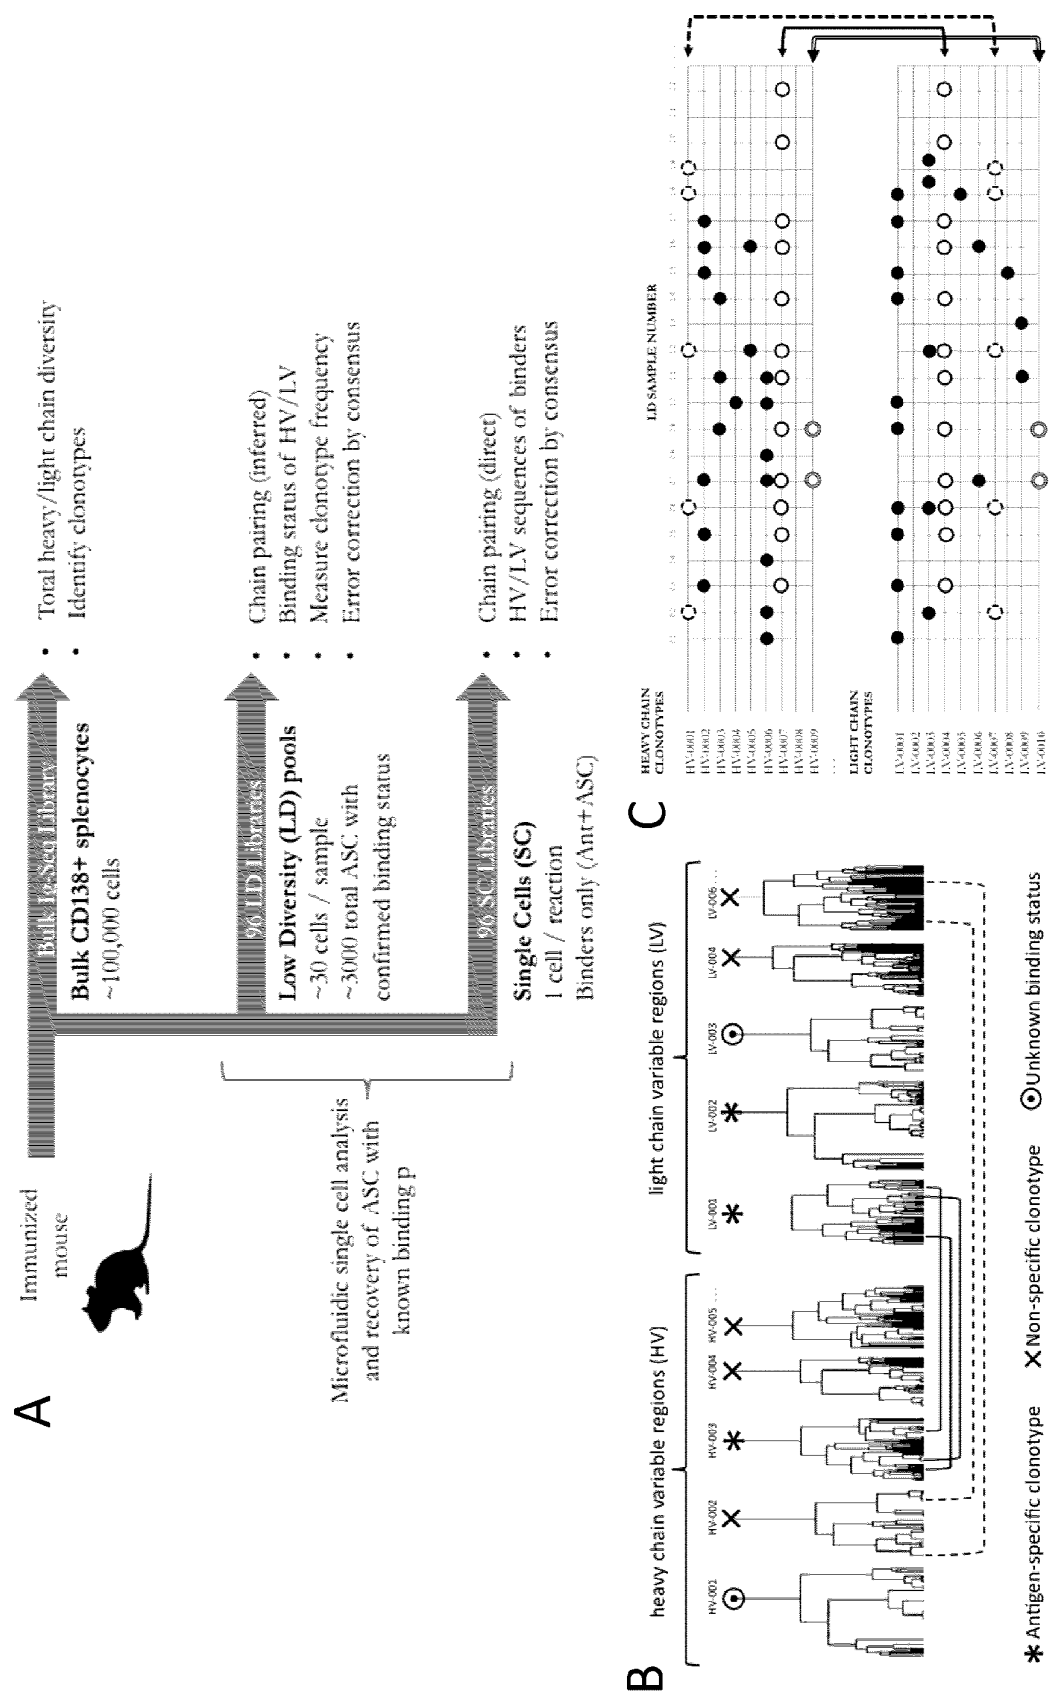 A
Immunized
mouse
Bulk Ig-Seq Library
Bulk CD138+ splenocytes
~100,000 cells
• Total heavy/light chain diversity
• Identify clonotypes
Microfluidic single cell analysis
and recovery of ASC with
known binding p
96 LD Libraries
Low Diversity (LD) pools
~30 cells / sample
~3000 total ASC with
confirmed binding status
• Chain pairing (inferred)
• Binding status of HV/LV
• Measure clonotype frequency
• Error correction by consensus
96 SC Libraries
Single Cells (SC)
1 cell / reaction
Binders only (Ant+ASC)
• Chain pairing (direct)
• HV/LV sequences of binders
• Error correction by consensus
B
heavy chain variable regions (HV)
light chain variable regions (LV)
HV-001
HV-002
HV-003
HV-004
HV-005 ...
LV-001
LV-002
LV-003
LV-004
LV-006 ...
Antigen-specific clonotype
Non-specific clonotype
Unknown binding status
C
HEAVY CHAIN
CLONOTYPES
LD SAMPLE NUMBER
HV-0001
HV-0002
HV-0003
HV-0004
HV-0005
HV-0006
HV-0007
HV-0008
HV-0009
...
LIGHT CHAIN
CLONOTYPES
LV-0001
LV-0002
LV-0003
LV-0004
LV-0005
LV-0006
LV-0007
LV-0008
LV-0009
LV-0010